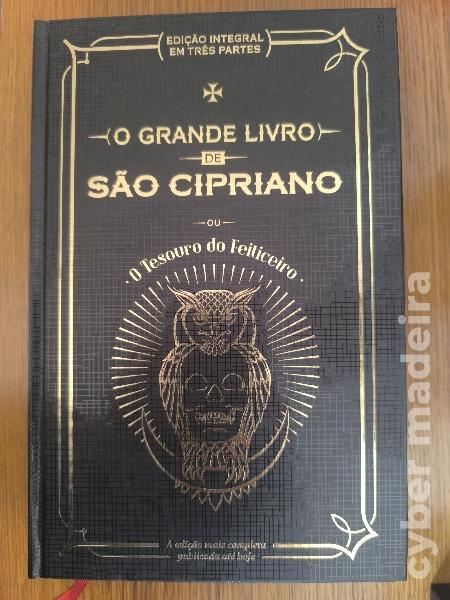 EDIÇÃO INTEGRAL
EM TRÊS PARTES
O GRANDE LIVRO
DE
SÃO CIPRIANO
OU
O Tesouro do Feiticeiro
A edição mais completa
publicada até hoje
cyber madeira